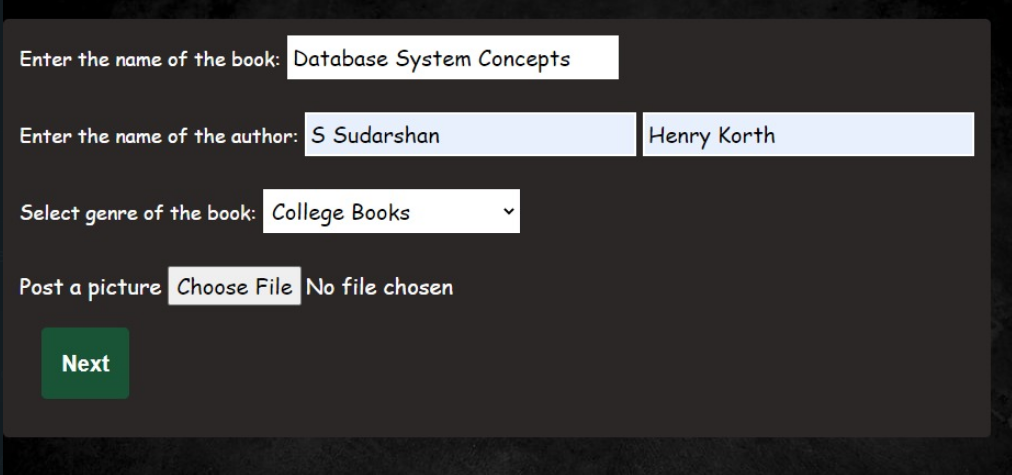 Enter the name of the book: Database System Concepts
Enter the name of the author: S Sudarshan Henry Korth
Select genre of the book: College Books
Post a picture Choose File No file chosen
Next